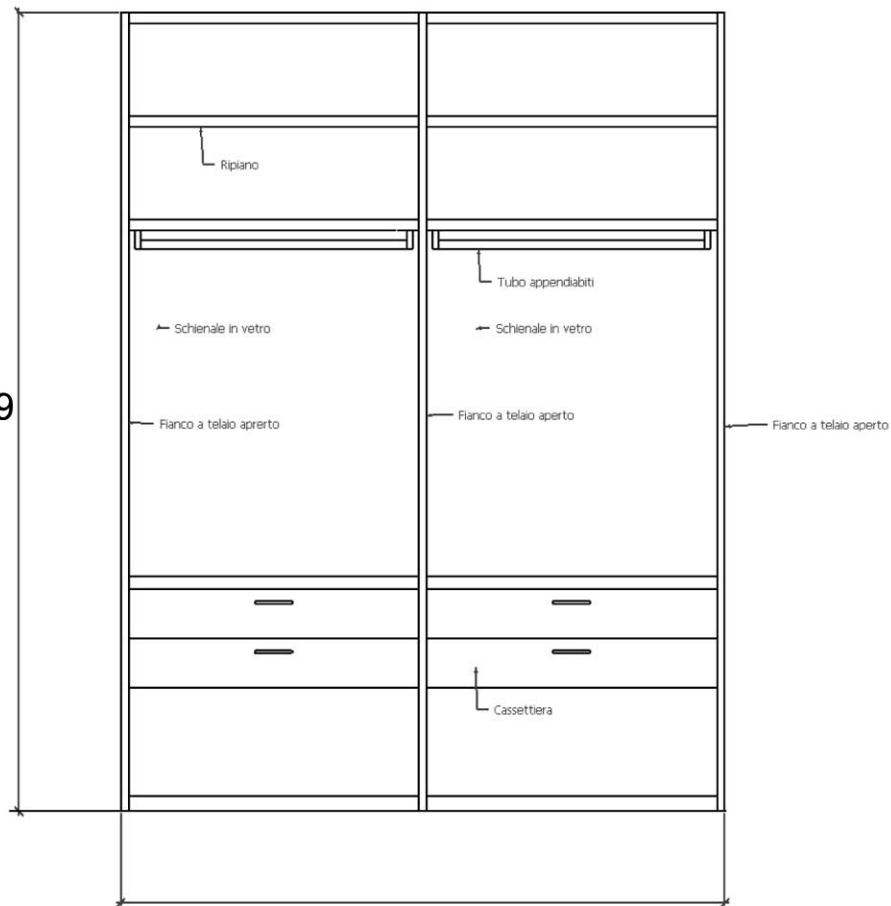 Ripiano
Tubo appendiabiti
Schienale in vetro
Schienale in vetro
9
Fianco a telaio aprerto
Fianco a telaio aperto
Fianco a telaio aperto
Cassettiera